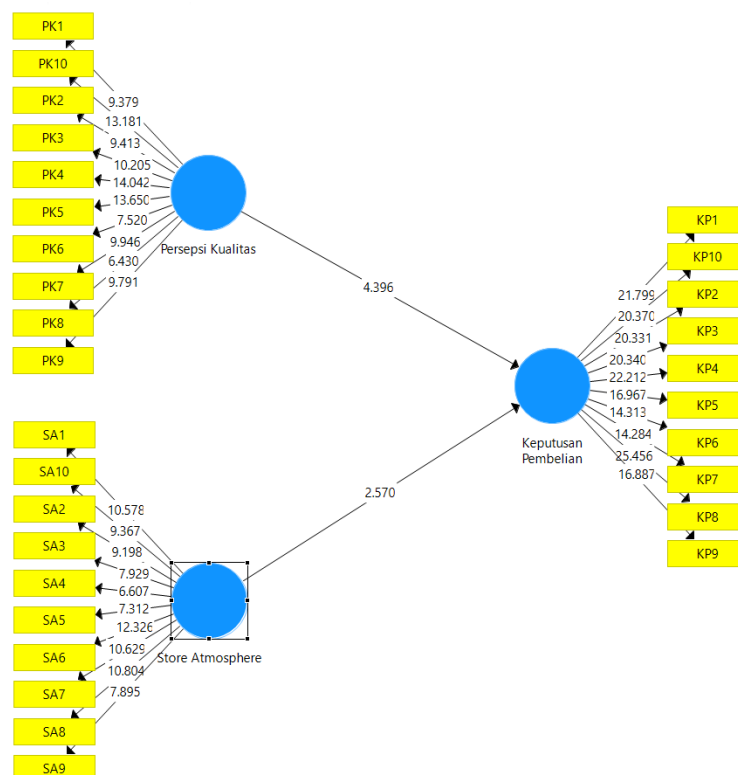 PK1
PK10
PK2
PK3
PK4
PK5
PK6
PK7
PK8
PK9
9.379
13.181
9.413
10.205
14.042
13.650
7.520
9.946
6.430
9.791
Persepsi Kualitas
4.396
SA1
SA10
SA2
SA3
SA4
SA5
SA6
SA7
SA8
SA9
10.578
9.367
9.198
7.929
6.607
7.312
12.326
10.629
10.804
7.895
Store Atmosphere
2.570
Keputusan
Pembelian
21.799
20.370
20.331
20.340
22.212
16.967
14.313
14.284
25.456
16.887
KP1
KP10
KP2
KP3
KP4
KP5
KP6
KP7
KP8
KP9